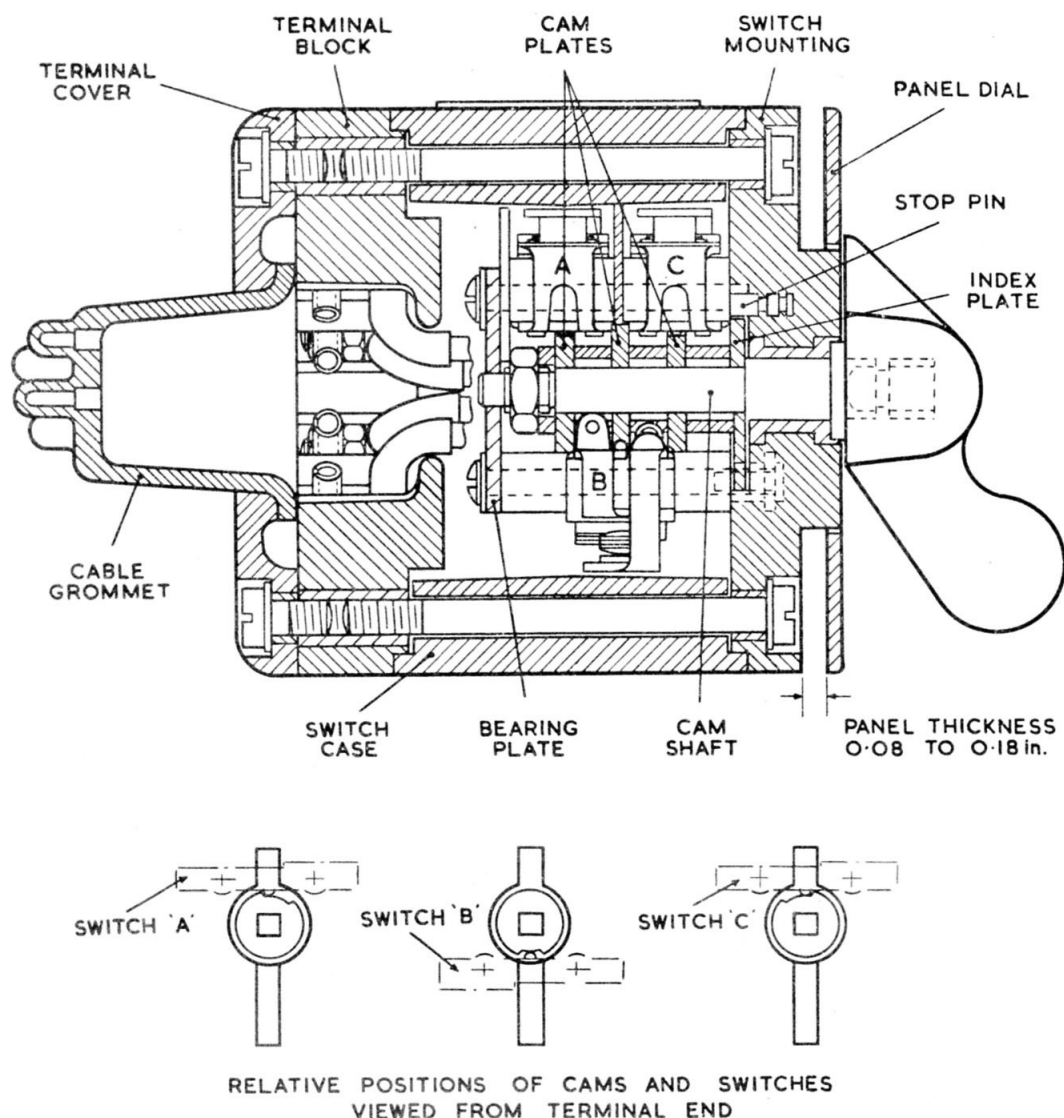 TERMINAL
COVER
TERMINAL
BLOCK
CAM
PLATES
SWITCH
MOUNTING
PANEL DIAL
STOP PIN
INDEX
PLATE
A
C
B
CABLE
GROMMET
SWITCH
CASE
BEARING
PLATE
CAM
SHAFT
PANEL THICKNESS
0·08 TO 0·18 in.
SWITCH 'A'
SWITCH 'B'
SWITCH 'C'
RELATIVE POSITIONS OF CAMS AND SWITCHES
VIEWED FROM TERMINAL END